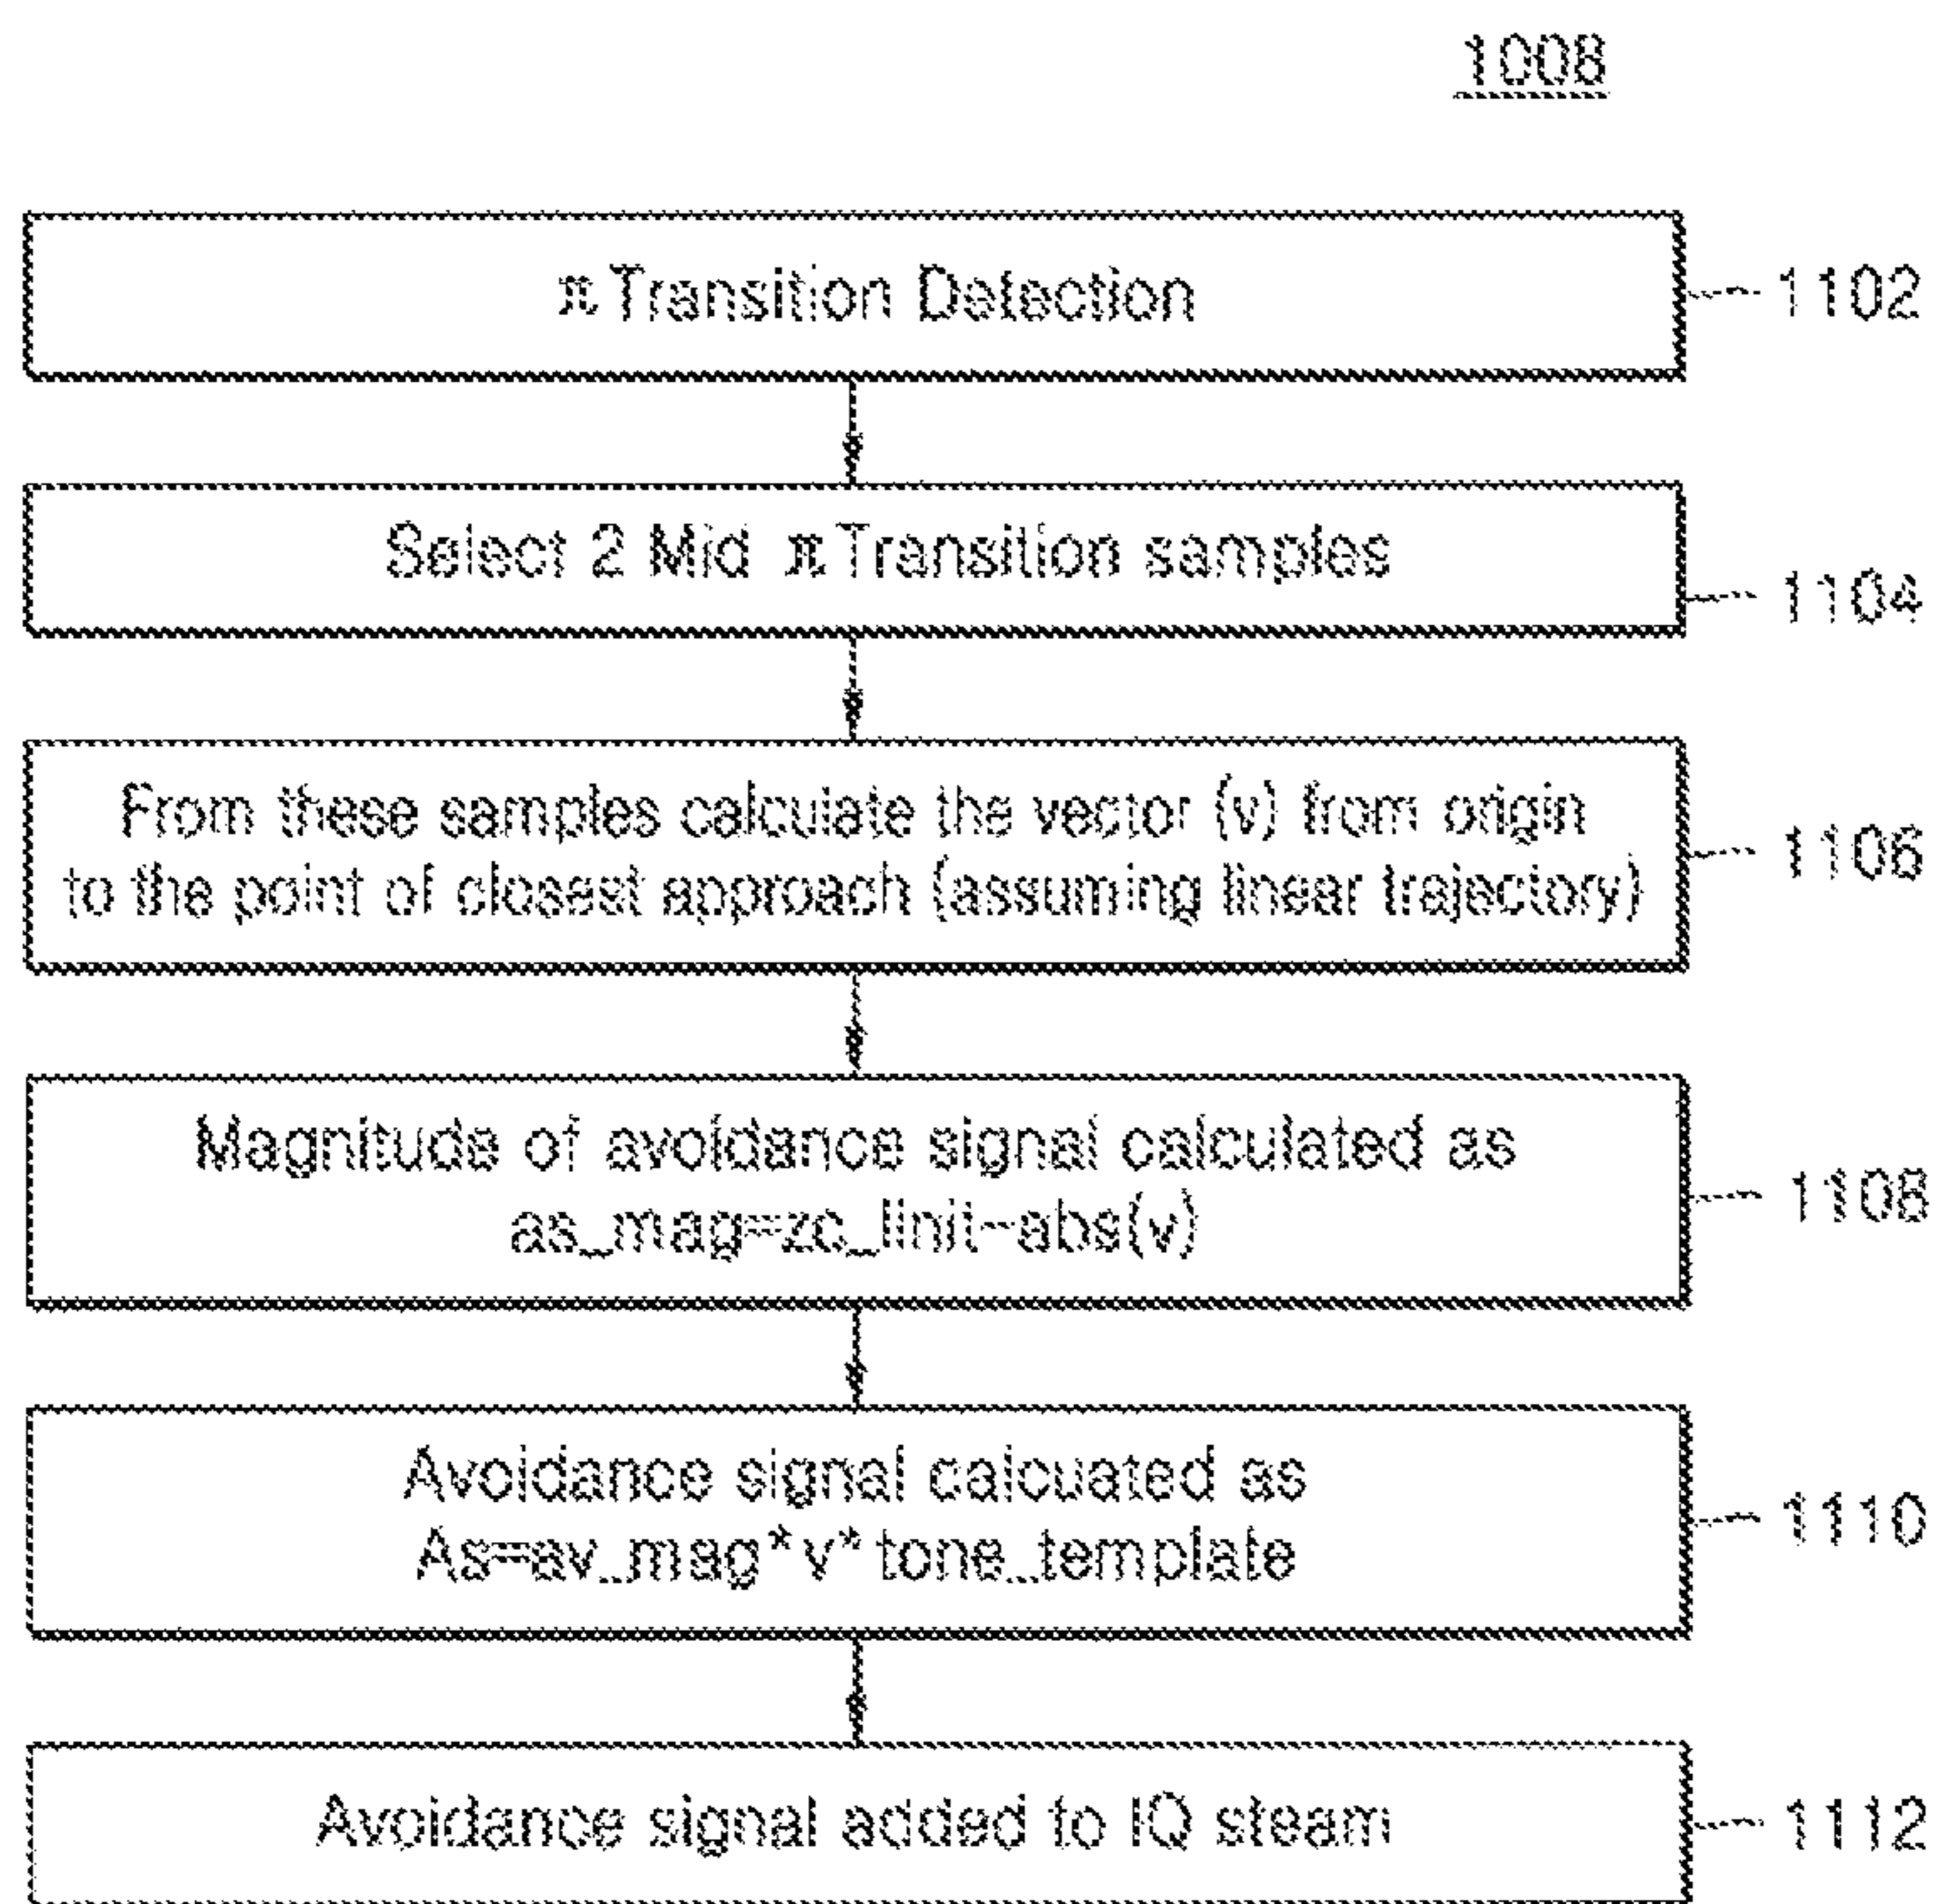 1008
π Transition Detection
1102
Select 2 Mid π Transition samples
1104
From these samples calculate the vector (v) from origin
to the point of closest approach (assuming linear trajectory)
1106
Magnitude of avoidance signal calculated as
as_mag=zc_linit-abs(v)
1108
Avoidance signal calcuated as
As=av_mag*v*tone_template
1110
Avoidance signal added to IQ steam
1112